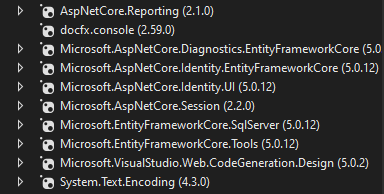 AspNetCore.Reporting (2.1.0)
docfx.console (2.59.0)
Microsoft.AspNetCore.Diagnostics.EntityFrameworkCore (5.0
Microsoft.AspNetCore.Identity.EntityFrameworkCore (5.0.12)
Microsoft.AspNetCore.Identity.UI (5.0.12)
Microsoft.AspNetCore.Session (2.2.0)
Microsoft.EntityFrameworkCore.SqlServer (5.0.12)
Microsoft.EntityFrameworkCore.Tools (5.0.12)
Microsoft.VisualStudio.Web.CodeGeneration.Design (5.0.2)
System.Text.Encoding (4.3.0)